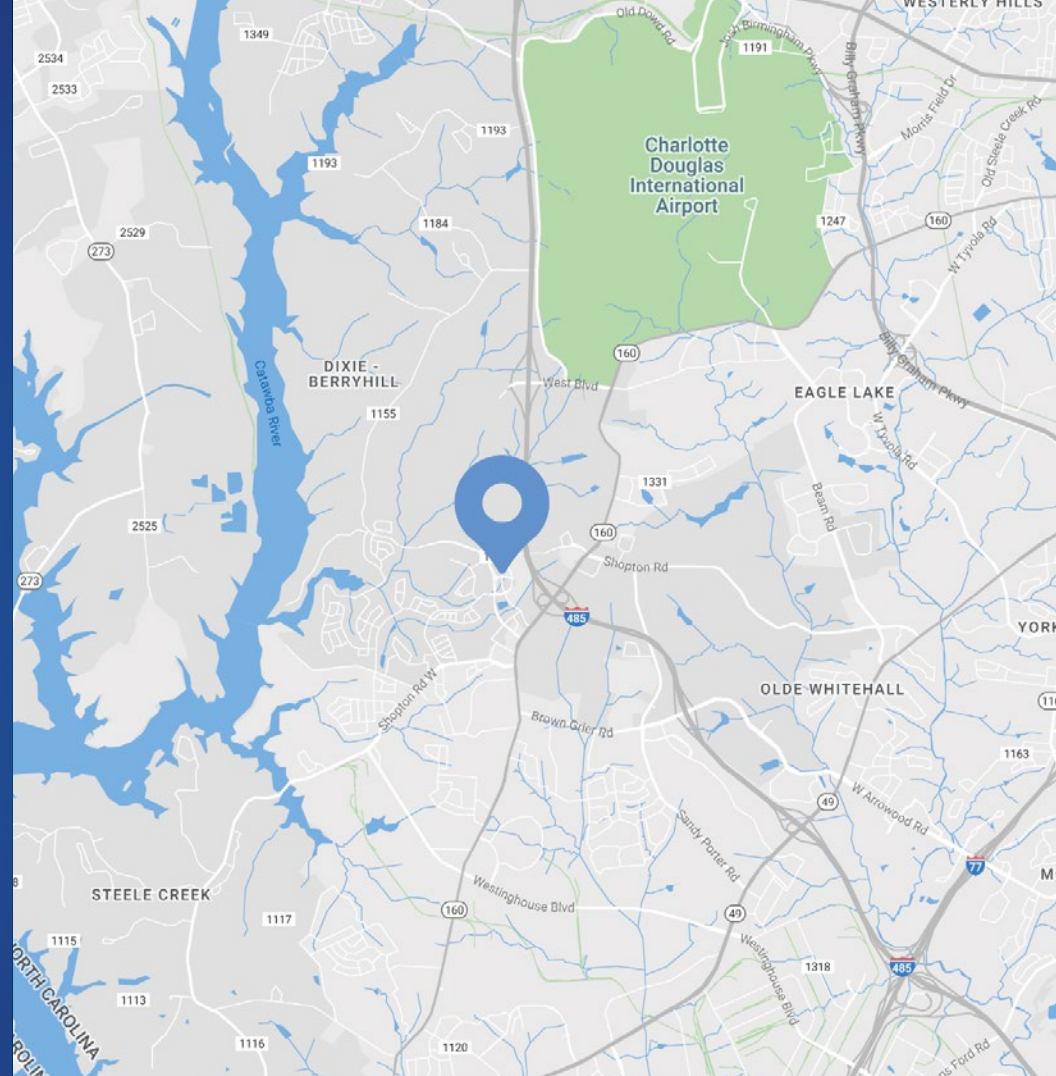 WESTERLY HILLS
Old Dowd Rd
Josh Birmingham Pkwy
1349
1191
2534
Billy Graham Pkwy
2533
Morris Field Dr
1193
Old Steele Creek Rd
Charlotte
Douglas
International
Airport
1193
1184
1247
160
2529
W Tyvola Rd
273
160
Billy Graham Pkwy
DIXIE -
BERRYHILL
West Blvd
EAGLE LAKE
Catawba River
1155
W Tyvola Rd
1331
Beam Rd
2525
160
Shopton Rd
273
485
YORK
OLDE WHITEHALL
Shopton Rd W
Brown Grier Rd
1163
49
W Arrowood Rd
Sandy Porter Rd
77
STEELE CREEK
Westinghouse Blvd
160
49
1117
1115
Westinghouse Blvd
1318
485
NORTH CAROLINA
1113
1116
1120